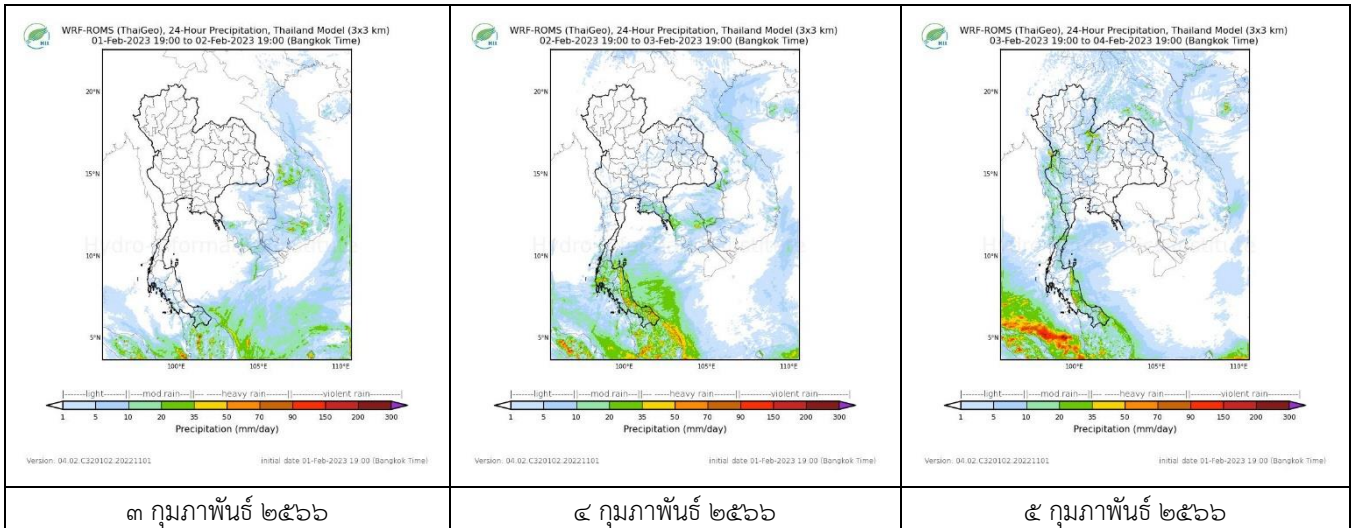 WRF-ROMS (ThaiGeo), 24-Hour Precipitation, Thailand Model (3x3 km)
01-Feb-2023 19:00 to 02-Feb-2023 19:00 (Bangkok Time)
HII
20°N
15°N
10°N
5°N
100°E
105°E
110°E
light
mod rain
heavy rain
violent rain
1 5 10 20 35 50 70 90 150 200 300
Precipitation (mm/day)
Version: 04.02.C320102.20221101
initial date 01-Feb-2023 19:00 (Bangkok Time)
๓ กุมภาพันธ์ ๒๕๖๖
WRF-ROMS (ThaiGeo), 24-Hour Precipitation, Thailand Model (3x3 km)
02-Feb-2023 19:00 to 03-Feb-2023 19:00 (Bangkok Time)
HII
20°N
15°N
10°N
5°N
100°E
105°E
110°E
light
mod rain
heavy rain
violent rain
1 5 10 20 35 50 70 90 150 200 300
Precipitation (mm/day)
Version: 04.02.C320102.20221101
initial date 01-Feb-2023 19:00 (Bangkok Time)
๔ กุมภาพันธ์ ๒๕๖๖
WRF-ROMS (ThaiGeo), 24-Hour Precipitation, Thailand Model (3x3 km)
03-Feb-2023 19:00 to 04-Feb-2023 19:00 (Bangkok Time)
HII
20°N
15°N
10°N
5°N
100°E
105°E
110°E
light
mod rain
heavy rain
violent rain
1 5 10 20 35 50 70 90 150 200 300
Precipitation (mm/day)
Version: 04.02.C320102.20221101
initial date 01-Feb-2023 19:00 (Bangkok Time)
๕ กุมภาพันธ์ ๒๕๖๖